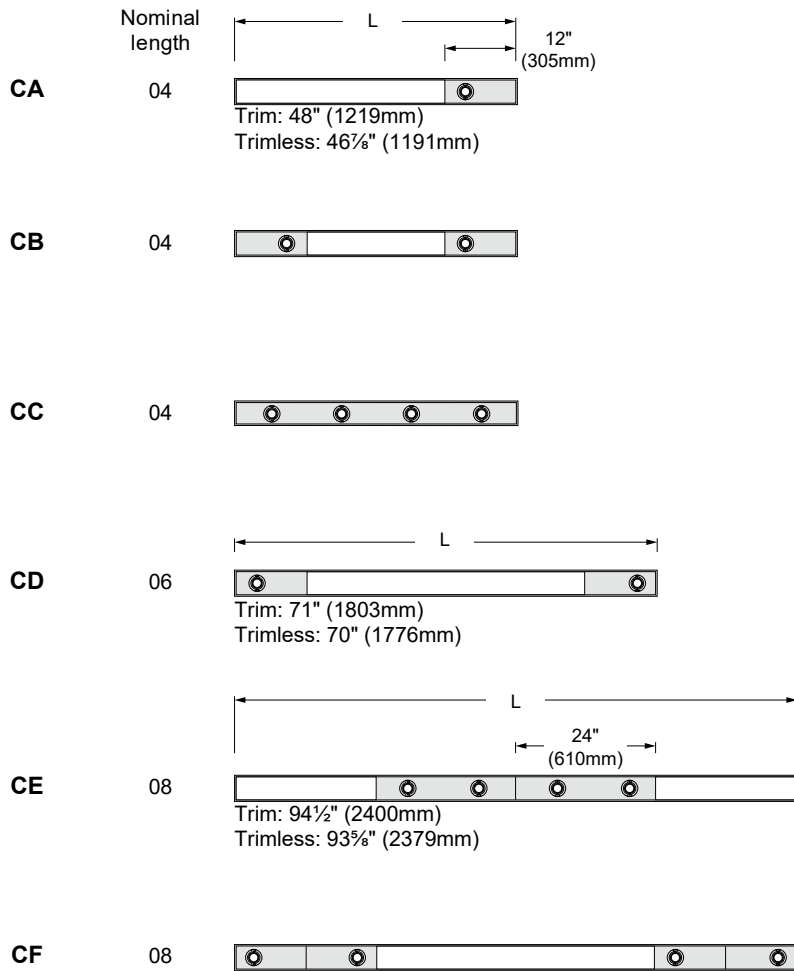 Nominal
length
L
12"
(305mm)
CA
04
Trim: 48" (1219mm)
Trimless: 46⅞" (1191mm)
CB
04
CC
04
L
CD
06
Trim: 71" (1803mm)
Trimless: 70" (1776mm)
L
24"
(610mm)
CE
08
Trim: 94½" (2400mm)
Trimless: 93⅝" (2379mm)
CF
08